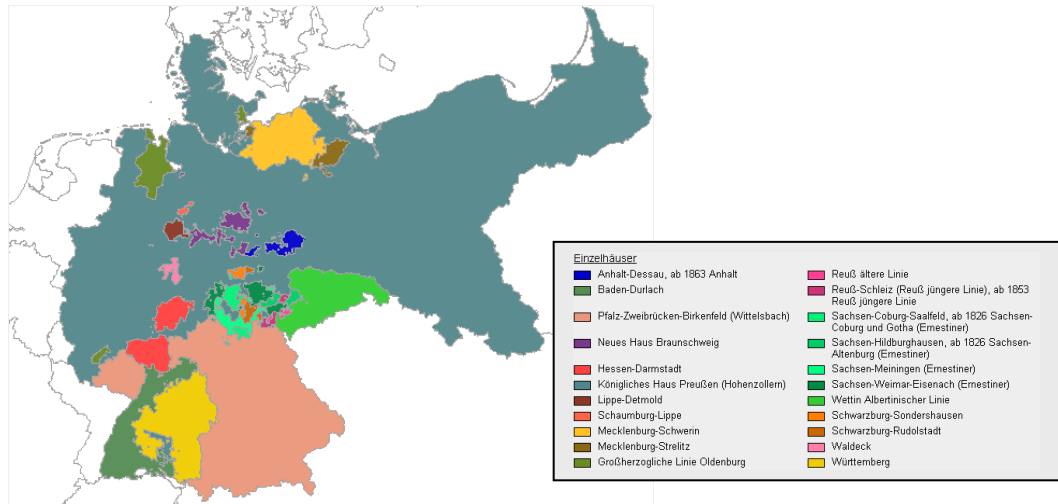 Einzelhäuser
Anhalt-Dessau, ab 1863 Anhalt
Baden-Durlach
Pfalz-Zweibrücken-Birkenfeld (Wittelsbach)
Neues Haus Braunschweig
Hessen-Darmstadt
Königliches Haus Preußen (Hohenzollern)
Lippe-Detmold
Schaumburg-Lippe
Mecklenburg-Schwerin
Mecklenburg-Strelitz
Großherzogliche Linie Oldenburg
Reuß ältere Linie
Reuß-Schleiz (Reuß jüngere Linie), ab 1853
Reuß jüngere Linie
Sachsen-Coburg-Saalfeld, ab 1826 Sachsen-
Coburg und Gotha (Ernestiner)
Sachsen-Hildburghausen, ab 1826 Sachsen-
Altenburg (Ernestiner)
Sachsen-Meiningen (Ernestiner)
Sachsen-Weimar-Eisenach (Ernestiner)
Wettin Albertinischer Linie
Schwarzburg-Sondershausen
Schwarzburg-Rudolstadt
Waldeck
Württemberg